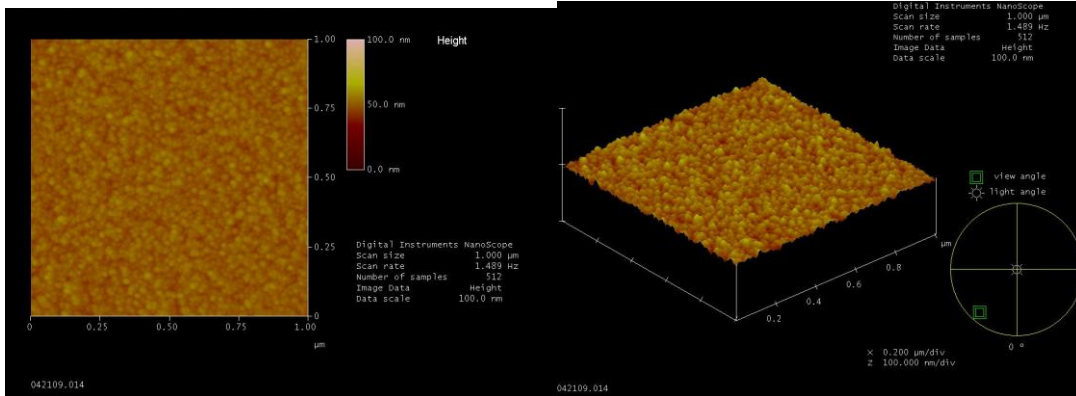 1.00
0.75
0.50
0.25
0
0
0.25
0.50
0.75
1.00
μm
100.0 nm
50.0 nm
0.0 nm
Height
Digital Instruments NanoScope
Scan size 1.000 μm
Scan rate 1.489 Hz
Number of samples 512
Image Data Height
Data scale 100.0 nm
042109.014
Digital Instruments NanoScope
Scan size 1.000 μm
Scan rate 1.489 Hz
Number of samples 512
Image Data Height
Data scale 100.0 nm
view angle
light angle
μm
0.8
0.6
0.4
0.2
X 0.200 μm/div
Z 100.000 nm/div
0 °
042109.014